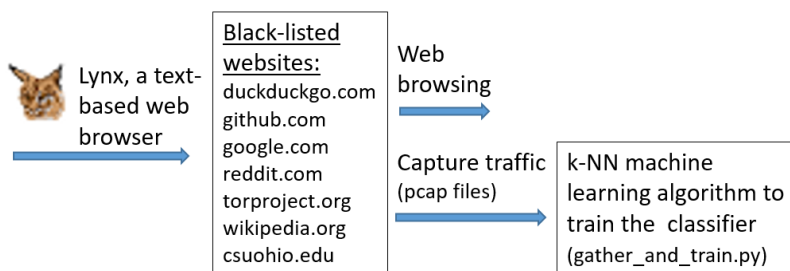 Lynx, a text-
based web
browser
Black-listed
websites:
duckduckgo.com
github.com
google.com
reddit.com
torproject.org
wikipedia.org
csuohio.edu
Web
browsing
Capture traffic
(pcap files)
k-NN machine
learning algorithm to
train the classifier
(gather_and_train.py)